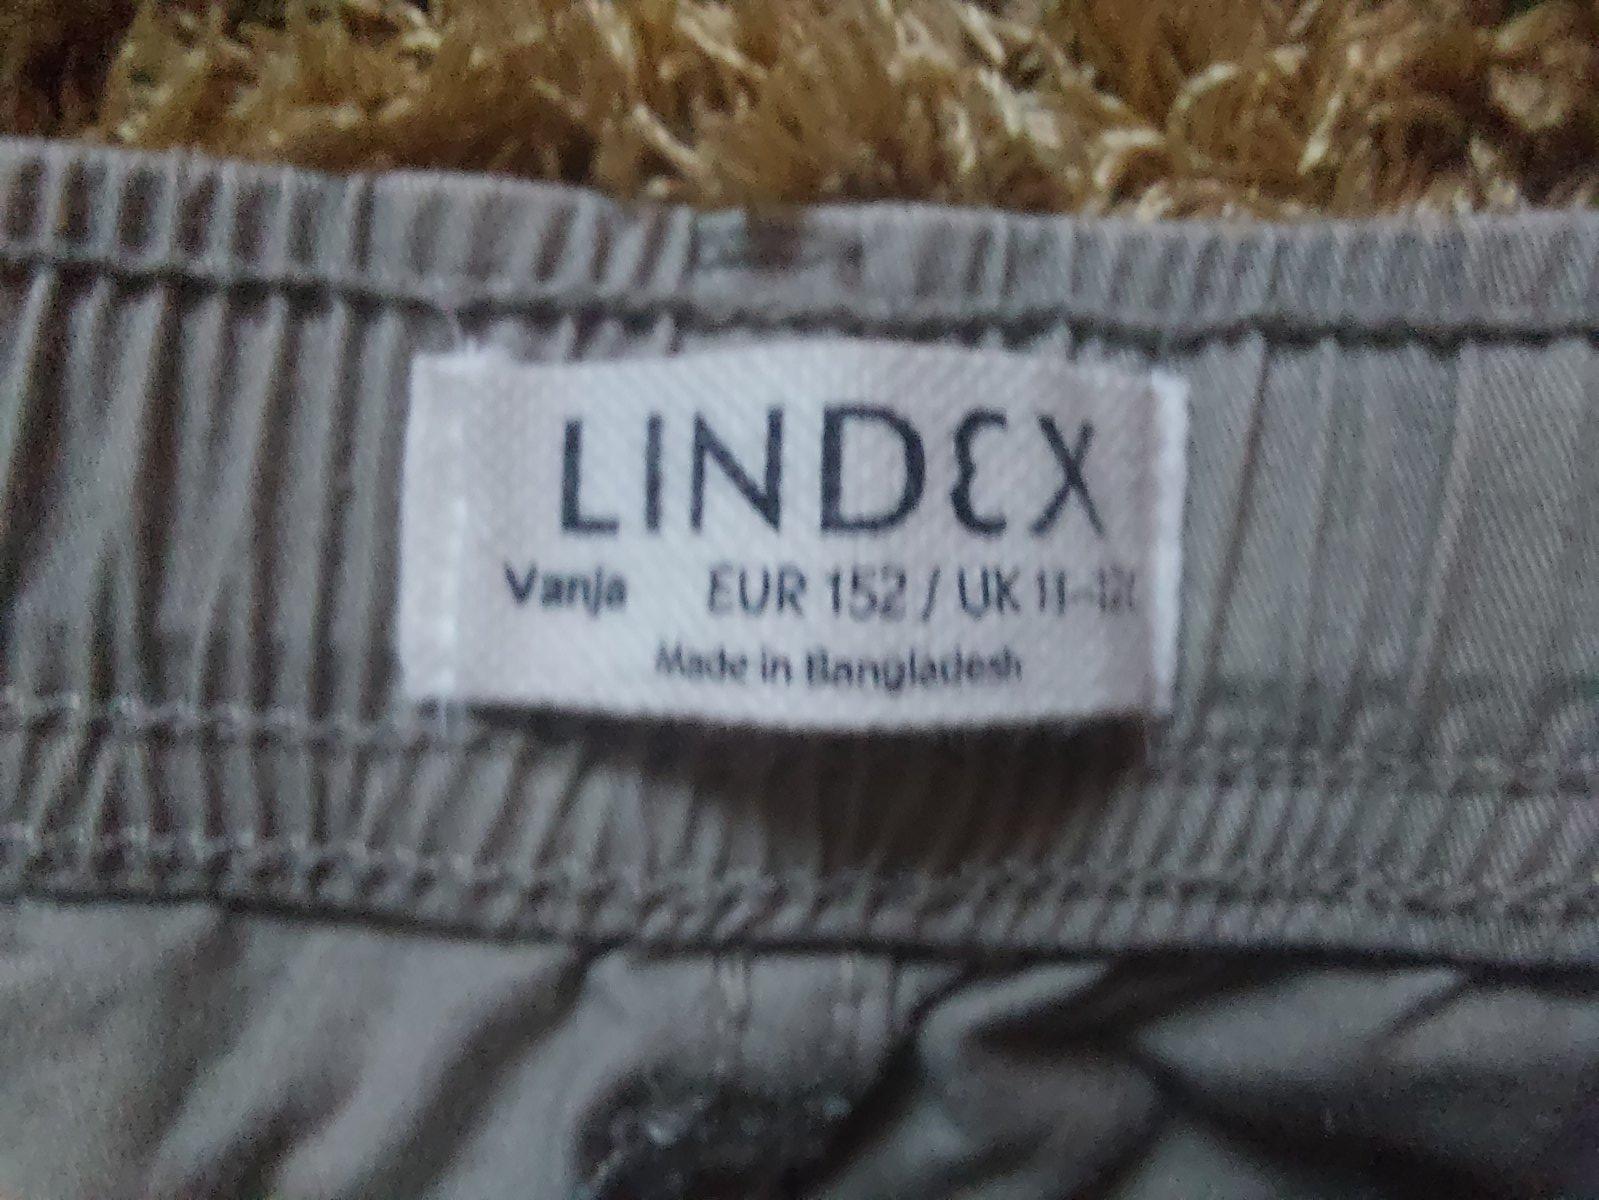 LINDEX
Vanja EUR 152 / UK 11-12
Made in Bangladesh